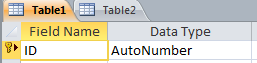 Table1 Table2
Field Name Data Type
ID AutoNumber